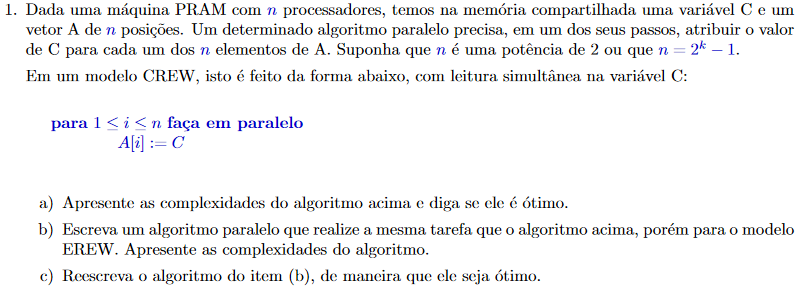 1. Dada uma máquina PRAM com n processadores, temos na memória compartilhada uma variável C e um
vetor A de n posições. Um determinado algoritmo paralelo precisa, em um dos seus passos, atribuir o valor
de C para cada um dos n elementos de A. Suponha que n é uma potência de 2 ou que n = 2^k − 1.
Em um modelo CREW, isto é feito da forma abaixo, com leitura simultânea na variável C:
para 1 ≤ i ≤ n faça em paralelo
A[i] := C
a) Apresente as complexidades do algoritmo acima e diga se ele é ótimo.
b) Escreva um algoritmo paralelo que realize a mesma tarefa que o algoritmo acima, porém para o modelo
EREW. Apresente as complexidades do algoritmo.
c) Reescreva o algoritmo do item (b), de maneira que ele seja ótimo.